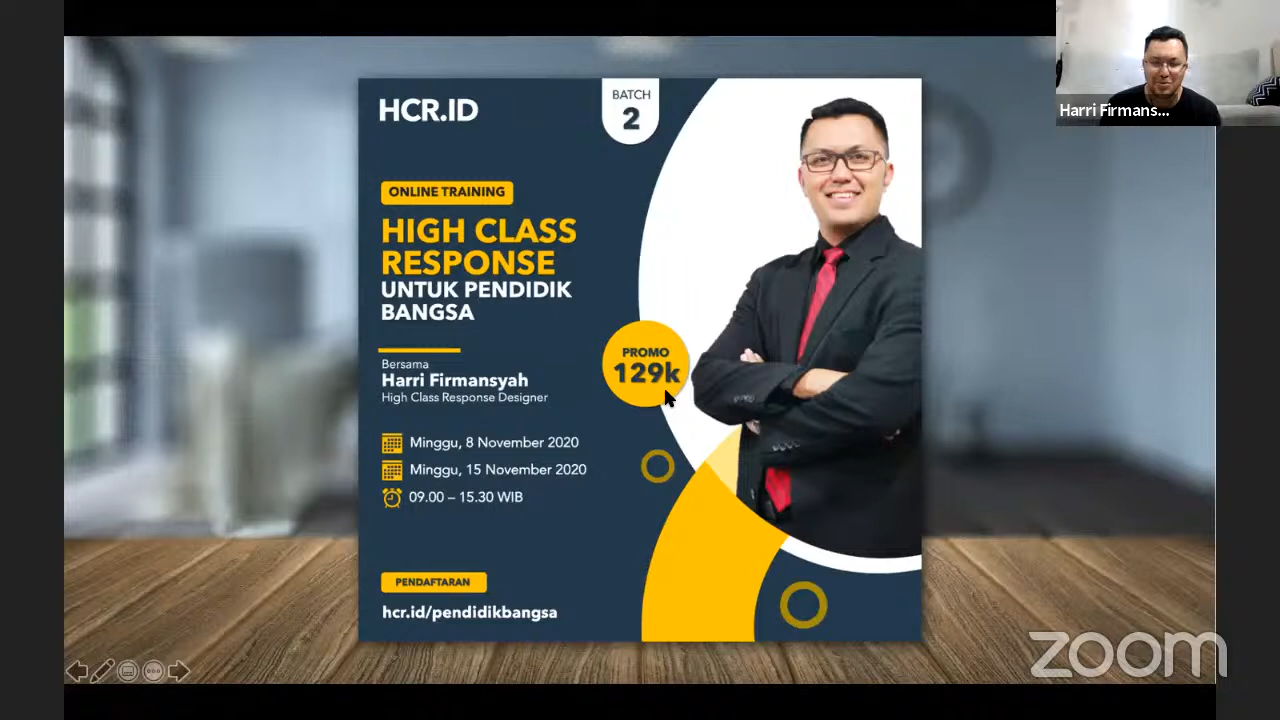 HCR.ID
BATCH
2
ONLINE TRAINING
HIGH CLASS
RESPONSE
UNTUK PENDIDIK
BANGSA
PROMO
129k
Bersama
Harri Firmansyah
High Class Response Designer
Minggu, 8 November 2020
Minggu, 15 November 2020
09.00 – 15.30 WIB
PENDAFTARAN
hcr.id/pendidikbangsa
Harri Firmans...
zoom